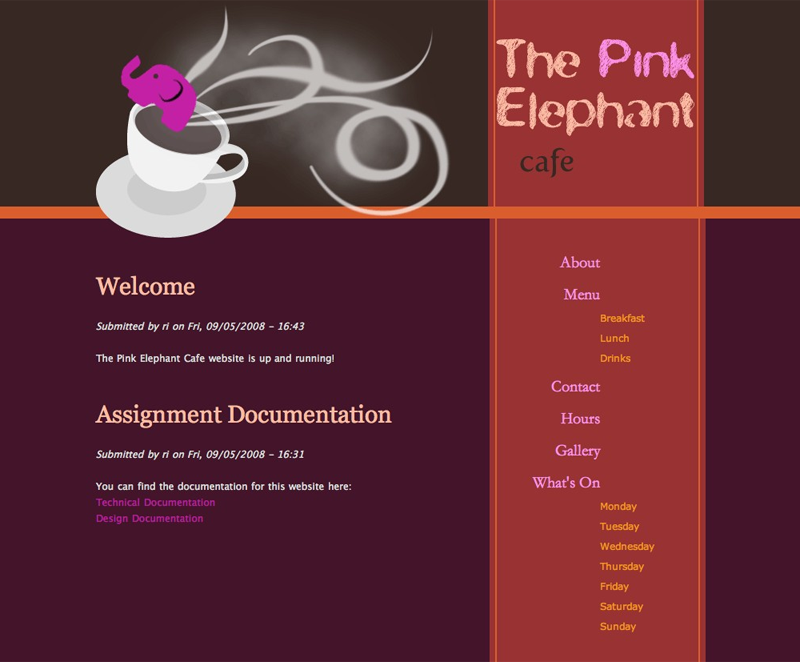 The Pink
Elephant
cafe
Welcome
Submitted by ri on Fri, 09/05/2008 - 16:43
The Pink Elephant Cafe website is up and running!
Assignment Documentation
Submitted by ri on Fri, 09/05/2008 - 16:31
You can find the documentation for this website here:
Technical Documentation
Design Documentation
About
Menu
Breakfast
Lunch
Drinks
Contact
Hours
Gallery
What's On
Monday
Tuesday
Wednesday
Thursday
Friday
Saturday
Sunday